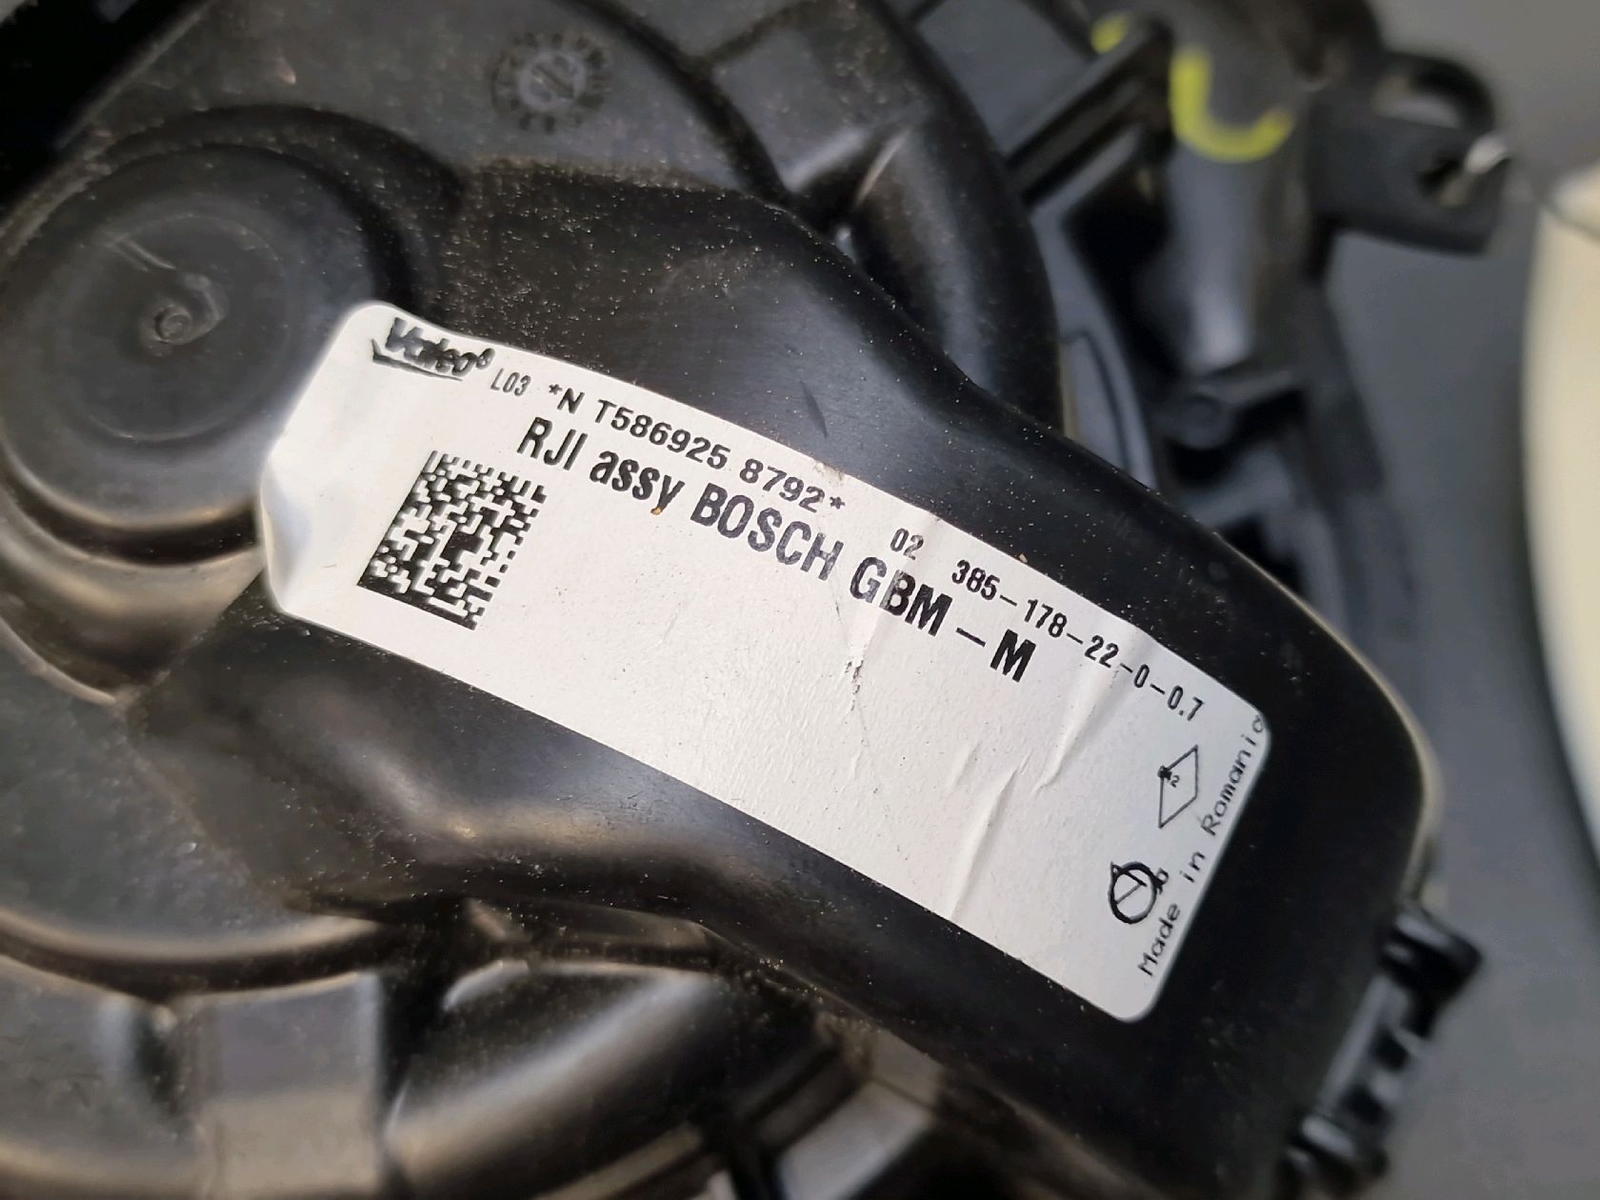 Valeo
L03 *N T586925 8792* 02 385-178-22-0-0.7
RJI assy BOSCH GBM-M
Made in Romania